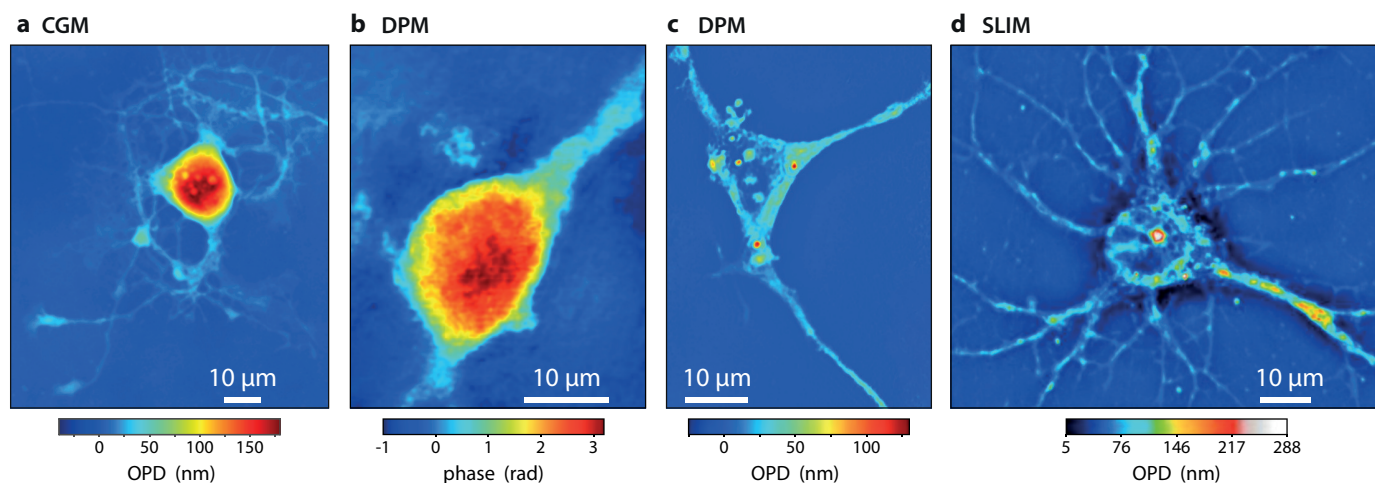 a CGM
b DPM
c DPM
d SLIM
10 µm
10 µm
10 µm
10 µm
0 50 100 150
OPD (nm)
-1 0 1 2 3
phase (rad)
0 50 100
OPD (nm)
5 76 146 217 288
OPD (nm)